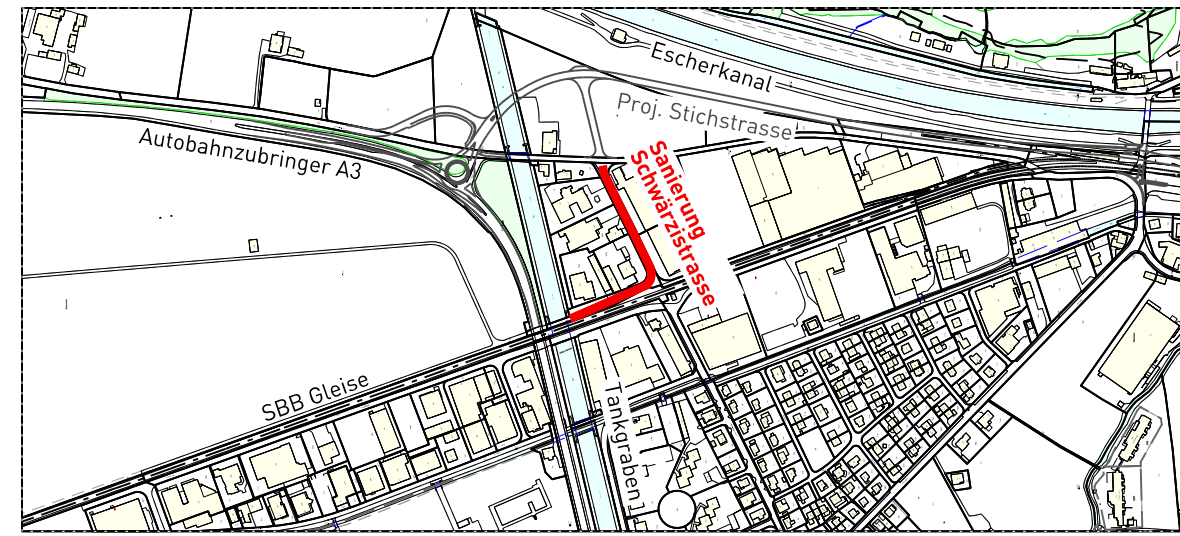 Escherkanal
Proj. Stichstrasse
Autobahnzubringer A3
Sanierung
Schwärzistrasse
SBB Gleise
Tankgraben